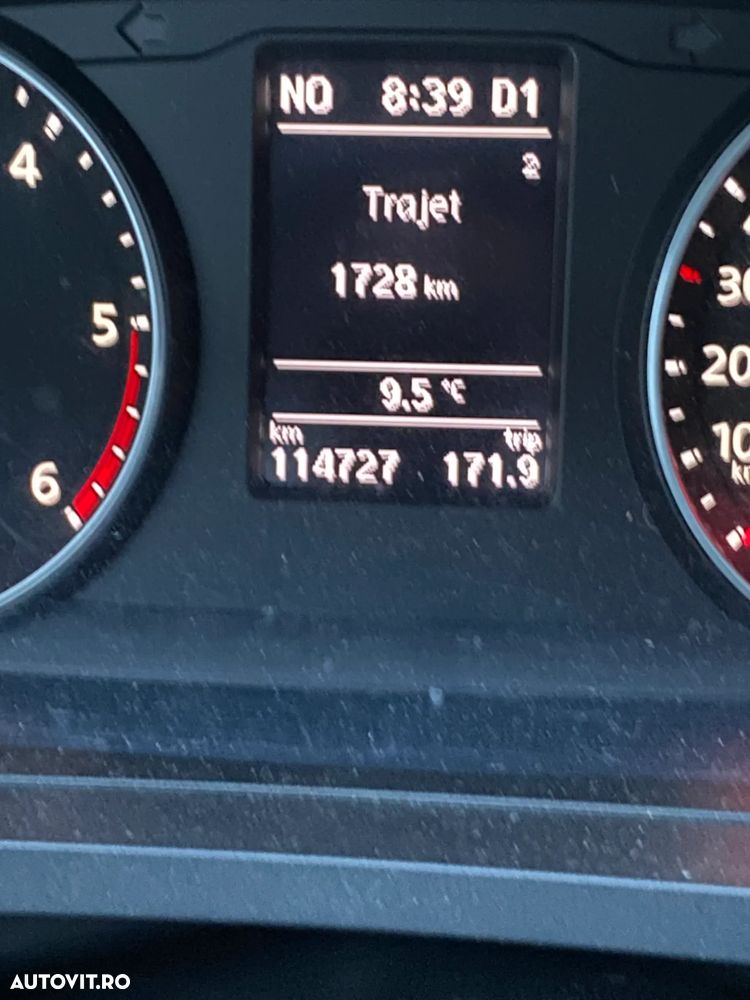 NO 8:39 D1
2
Trajet
1728 km
9.5 °C
km trip
114727 171.9
4
5
6
30
20
10
AUTOVIT.RO